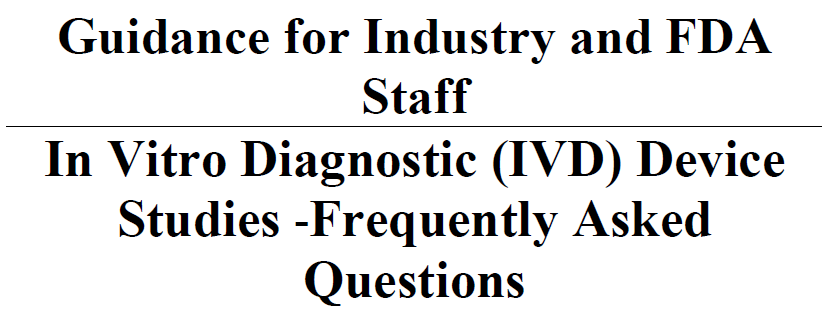 Guidance for Industry and FDA
Staff
In Vitro Diagnostic (IVD) Device
Studies -Frequently Asked
Questions